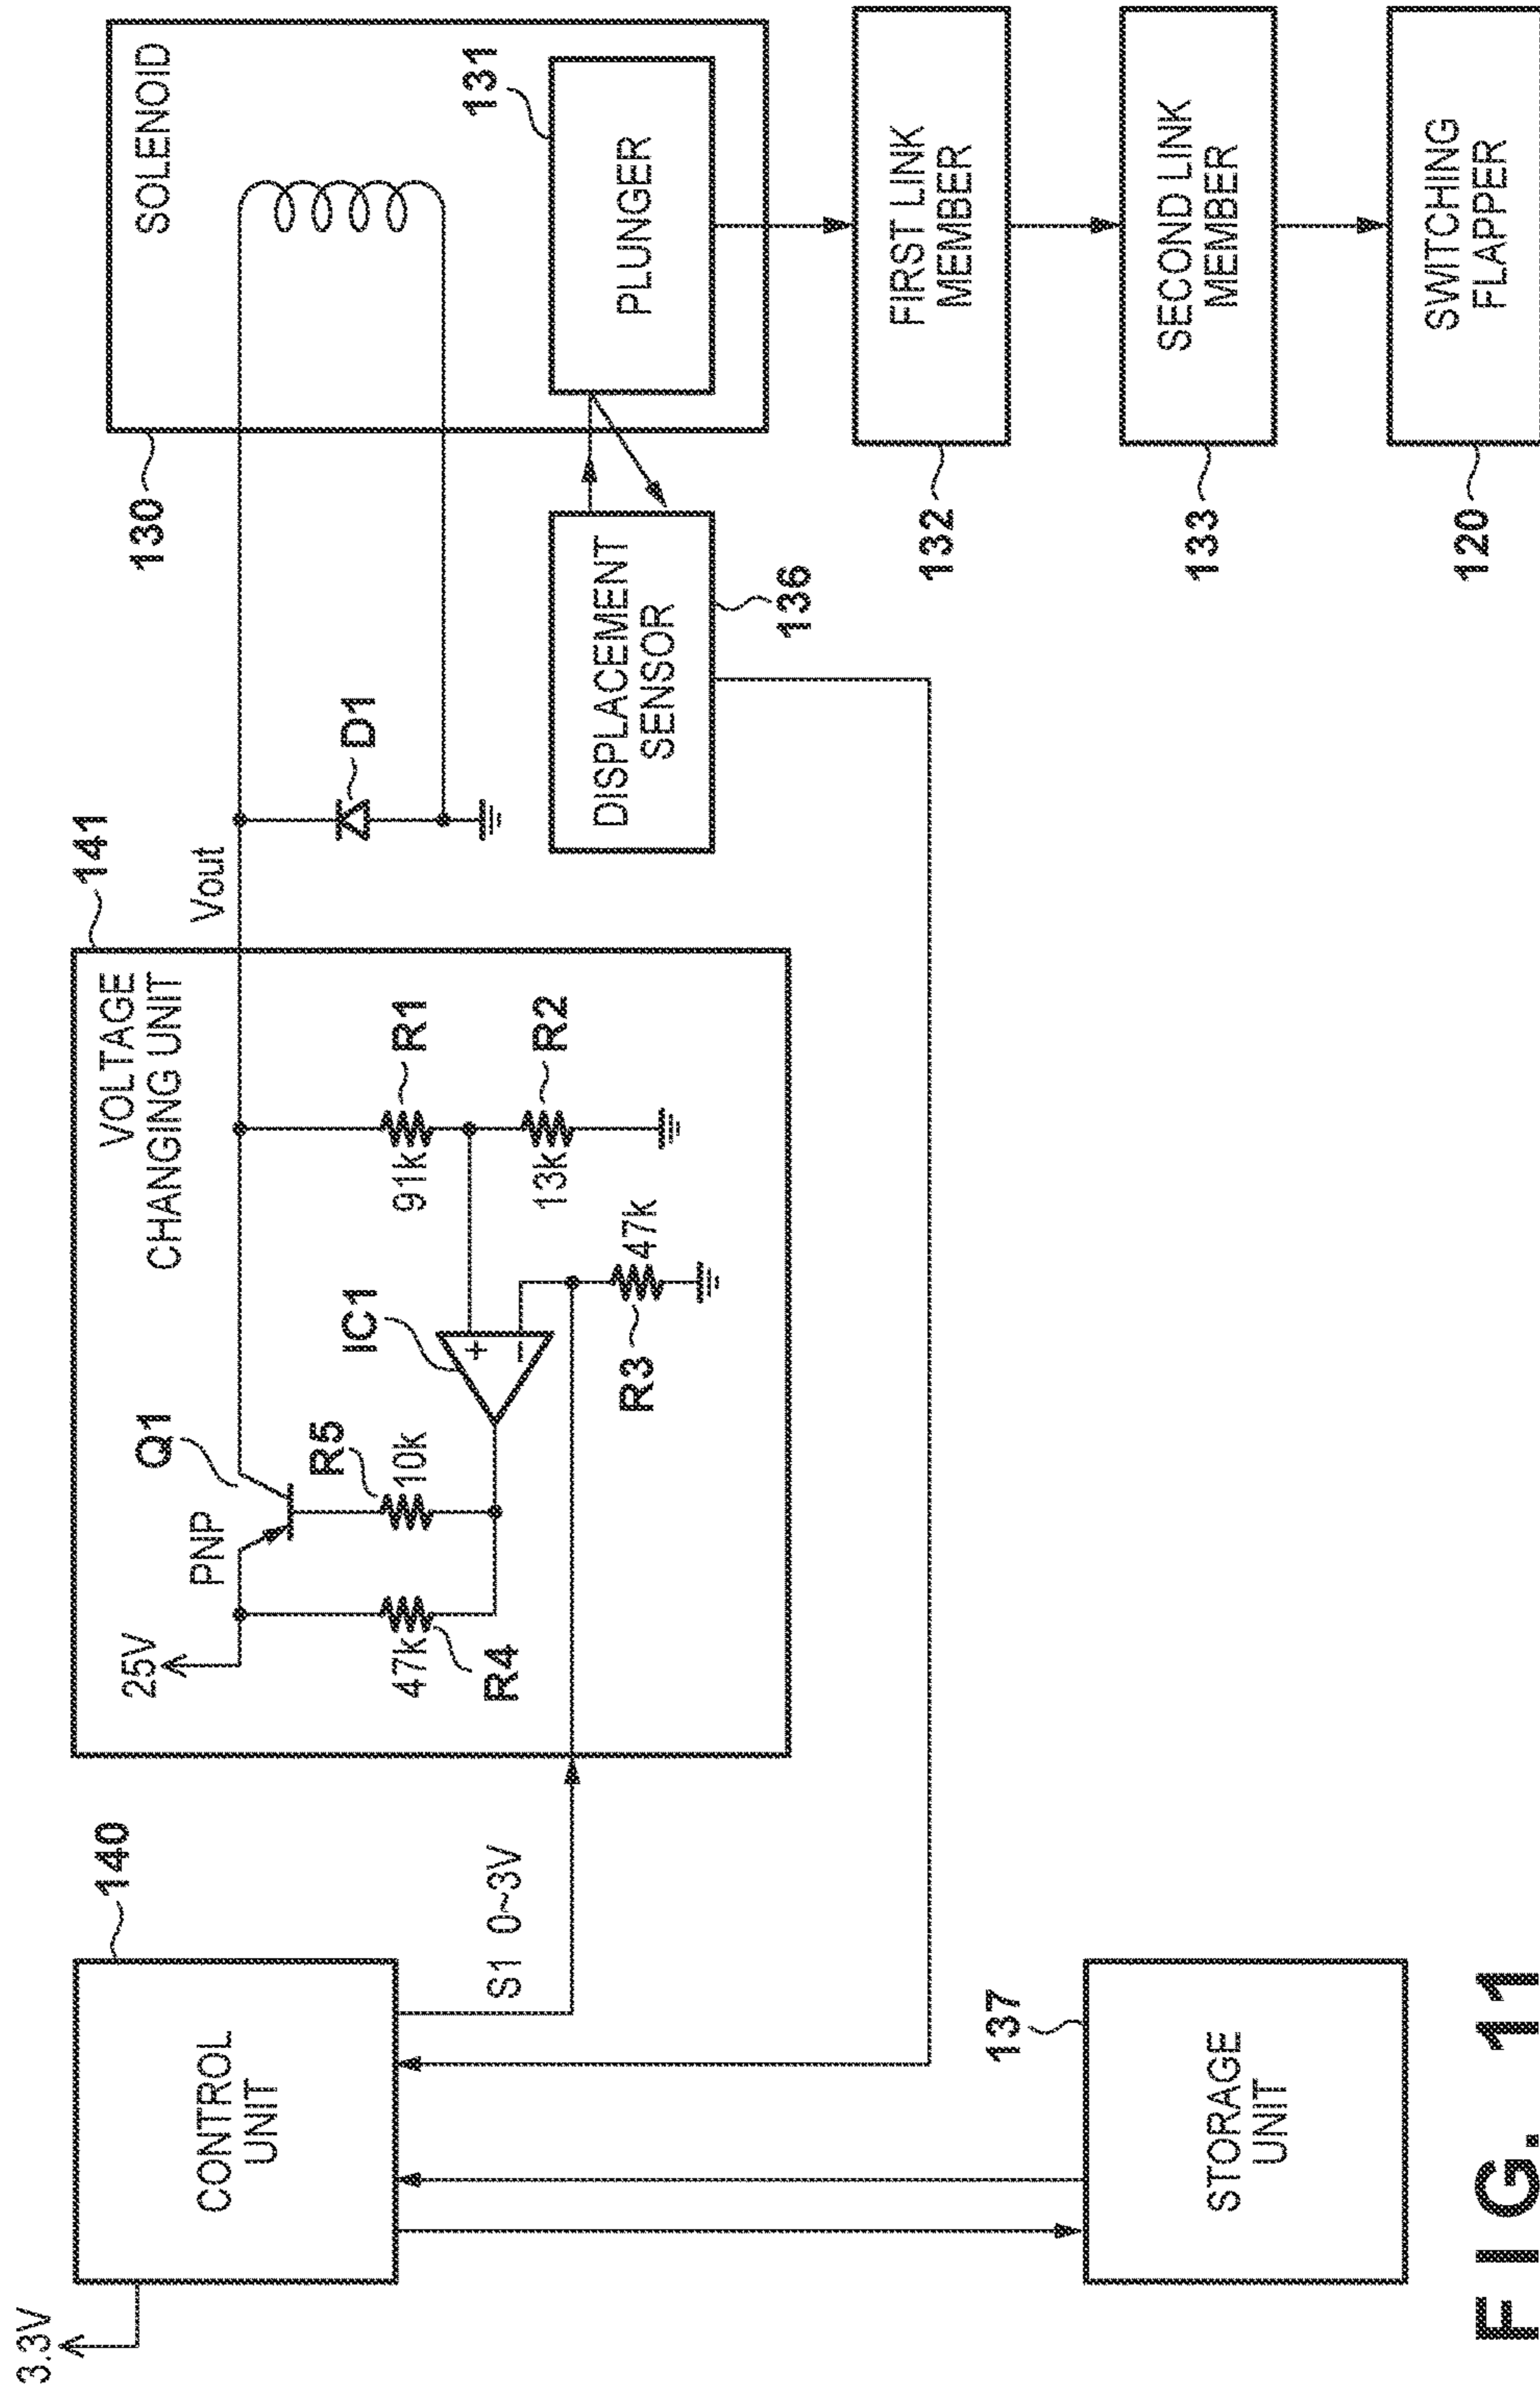 3.3V
140
CONTROL
UNIT
S1 0~3V
137
STORAGE
UNIT
141
VOLTAGE
CHANGING UNIT
25V
PNP
Q1
47k
R4
R5
10k
IC1
+
−
R3
47k
91k
R1
13k
R2
Vout
D1
130
SOLENOID
131
PLUNGER
DISPLACEMENT
SENSOR
136
132
FIRST LINK
MEMBER
133
SECOND LINK
MEMBER
120
SWITCHING
FLAPPER
FIG. 11